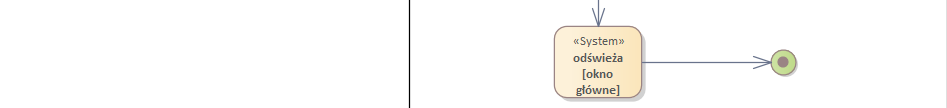 «System»
odświeża
[okno
główne]